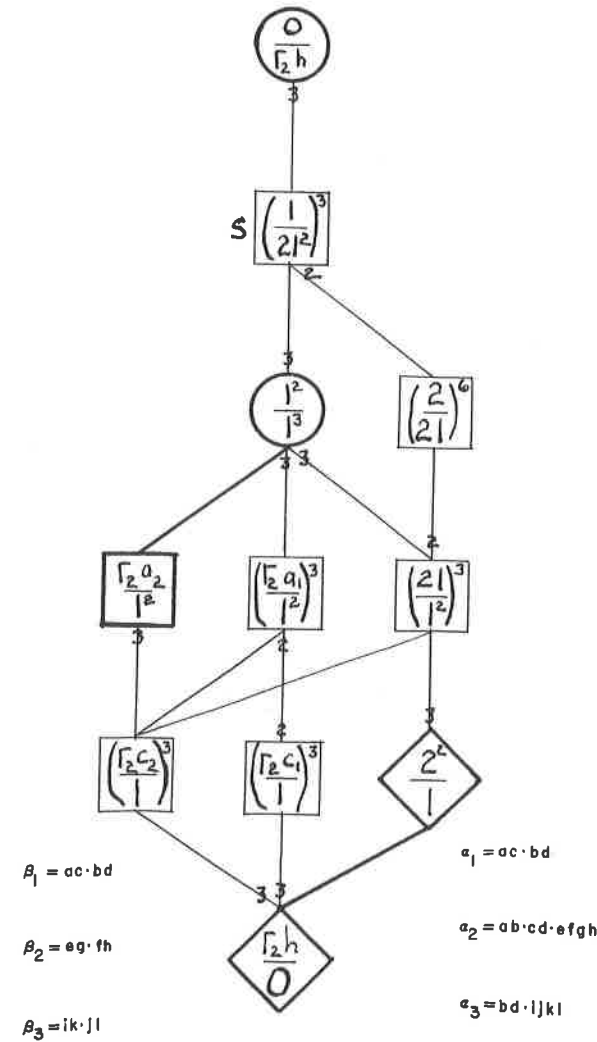 0/Γ₂h
3
S (1/21²)³
2
3
1²/1³ (2/21)⁶
3 3
2
Γ₂a₂/1² (Γ₂a₁/1²)³ (21/1²)³
3 2
2 3
(Γ₂c₂/1)³ (Γ₂c₁/1)³ 2²/1
3 3
Γ₂h/0
β₁ = ac·bd
β₂ = eg·fh
β₃ = ik·jl
α₁ = ac·bd
α₂ = ab·cd·efgh
α₃ = bd·ijkl